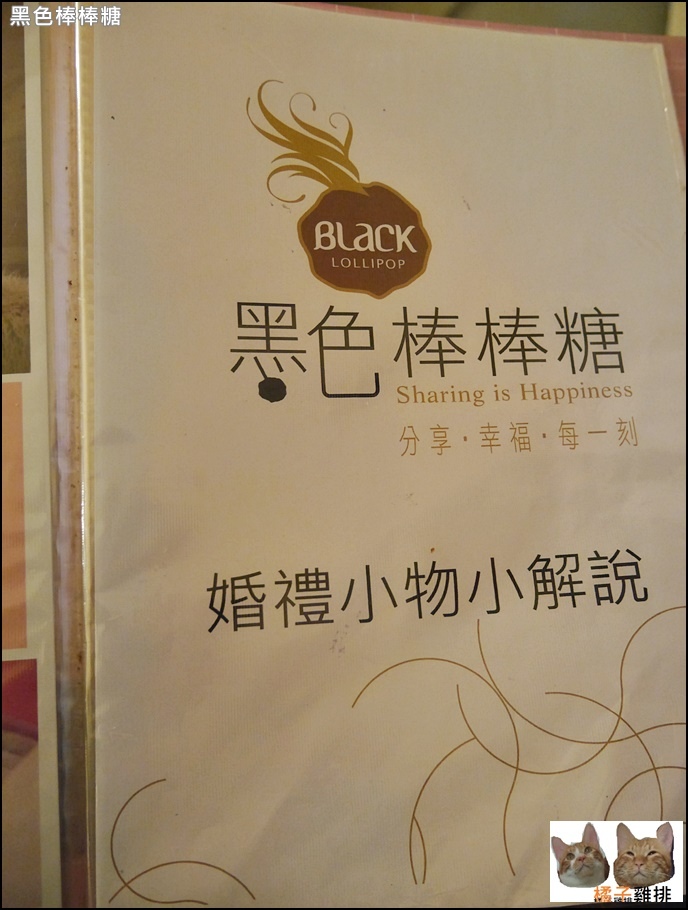 黑色棒棒糖
BLACK
LOLLIPOP
黑色棒棒糖
Sharing is Happiness
分享・幸福・每一刻
婚禮小物小解說
橘子雞排